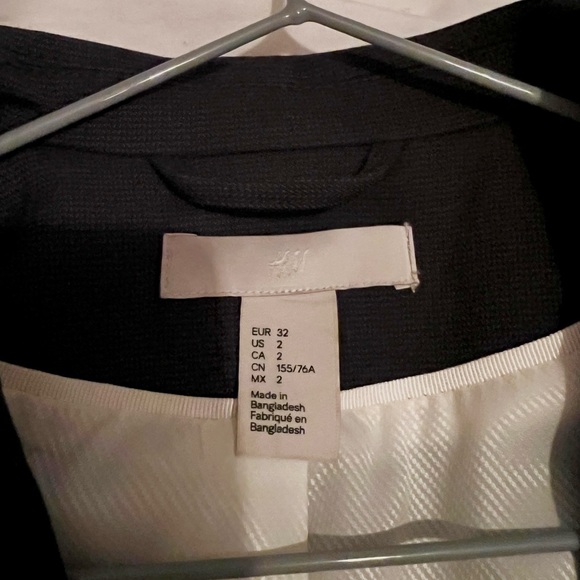 EUR 32
US 2
CA 2
CN 155/76A
MX 2
Made in
Bangladesh
Fabriqué en
Bangladesh